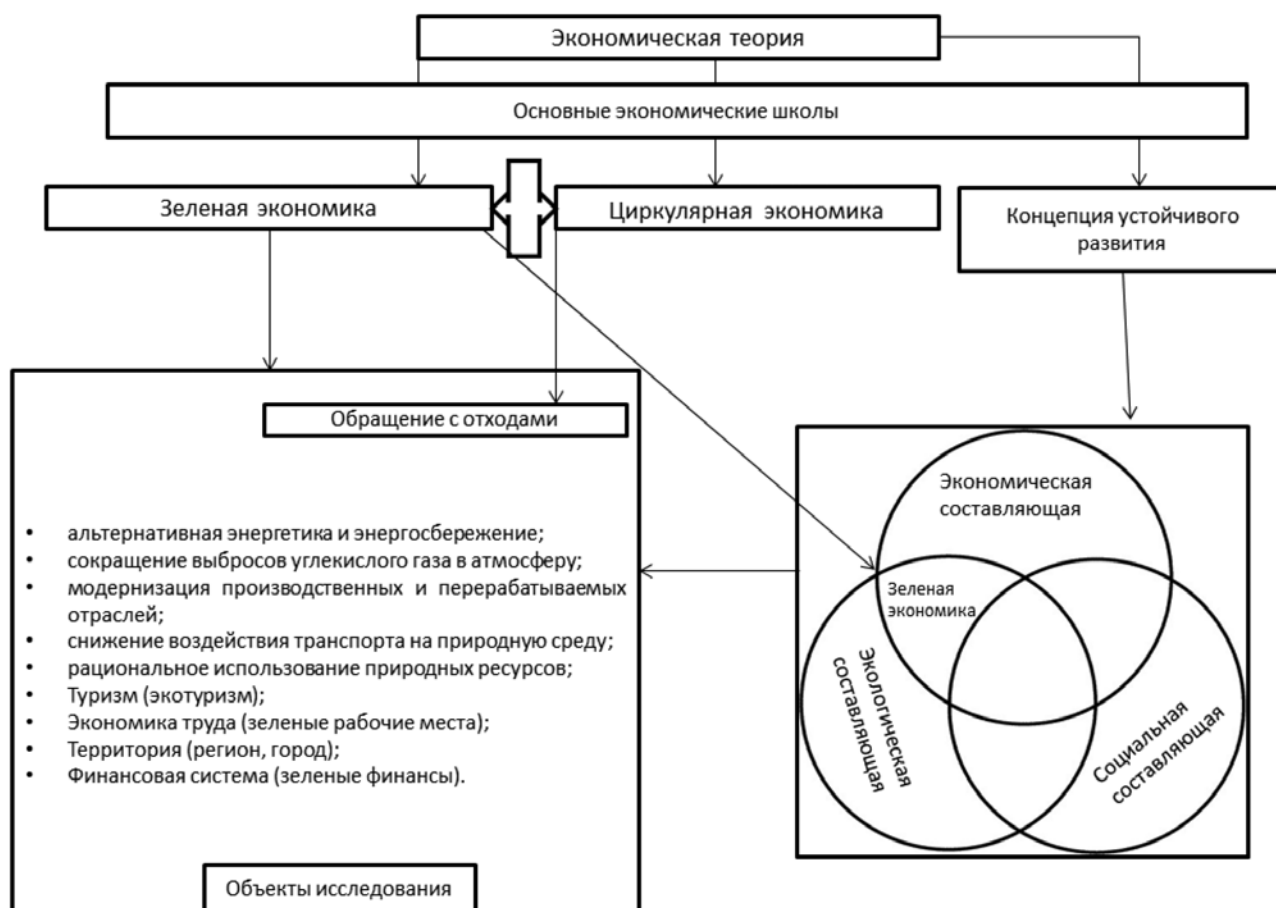 Экономическая теория
Основные экономические школы
Зеленая экономика
Циркулярная экономика
Концепция устойчивого
развития
Обращение с отходами
• альтернативная энергетика и энергосбережение;
• сокращение выбросов углекислого газа в атмосферу;
• модернизация производственных и перерабатываемых
отраслей;
• снижение воздействия транспорта на природную среду;
• рациональное использование природных ресурсов;
• Туризм (экотуризм);
• Экономика труда (зеленые рабочие места);
• Территория (регион, город);
• Финансовая система (зеленые финансы).
Объекты исследования
Экономическая
составляющая
Зеленая
экономика
Экологическая
составляющая
Социальная
составляющая